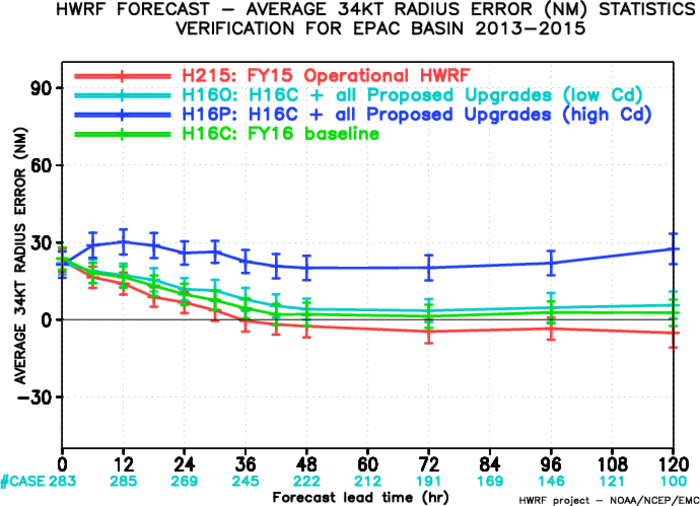 HWRF FORECAST – AVERAGE 34KT RADIUS ERROR (NM) STATISTICS
VERIFICATION FOR EPAC BASIN 2013–2015
AVERAGE 34KT RADIUS ERROR (NM)
H215: FY15 Operational HWRF
H16O: H16C + all Proposed Upgrades (low Cd)
H16P: H16C + all Proposed Upgrades (high Cd)
H16C: FY16 baseline
90
60
30
0
–30
0 12 24 36 48 60 72 84 96 108 120
#CASE 283 285 269 245 222 212 191 169 146 121 100
Forecast lead time (hr)
HWRF project – NOAA/NCEP/EMC